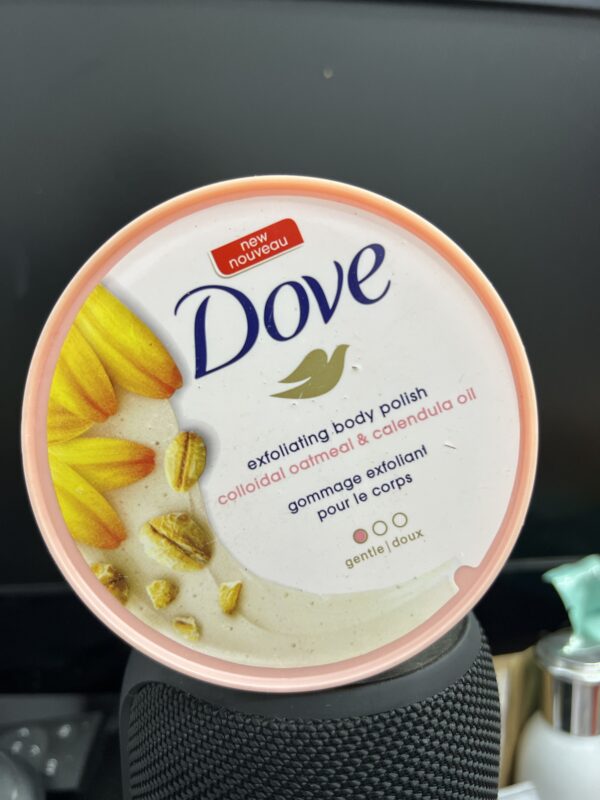 new
nouveau
Dove
exfoliating body polish
colloidal oatmeal & calendula oil
gommage exfoliant
pour le corps
gentle | doux